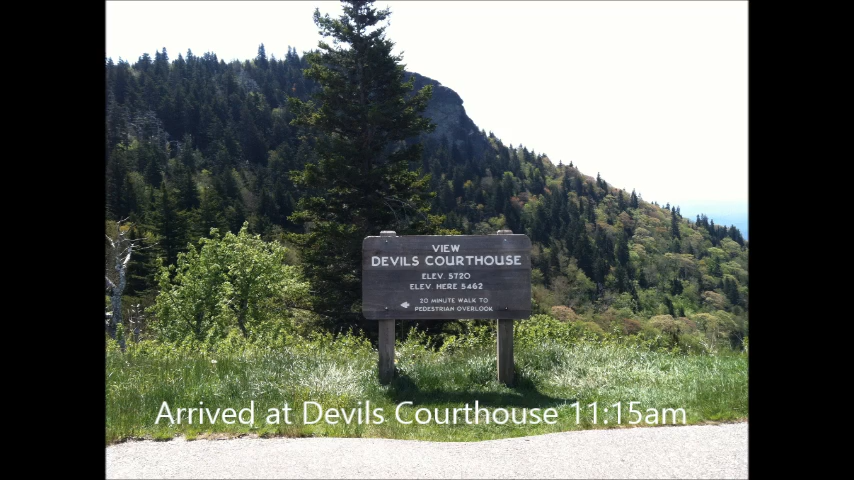 VIEW
DEVILS COURTHOUSE
ELEV. 5720
ELEV. HERE 5462
20 MINUTE WALK TO
PEDESTRIAN OVERLOOK
Arrived at Devils Courthouse 11:15am